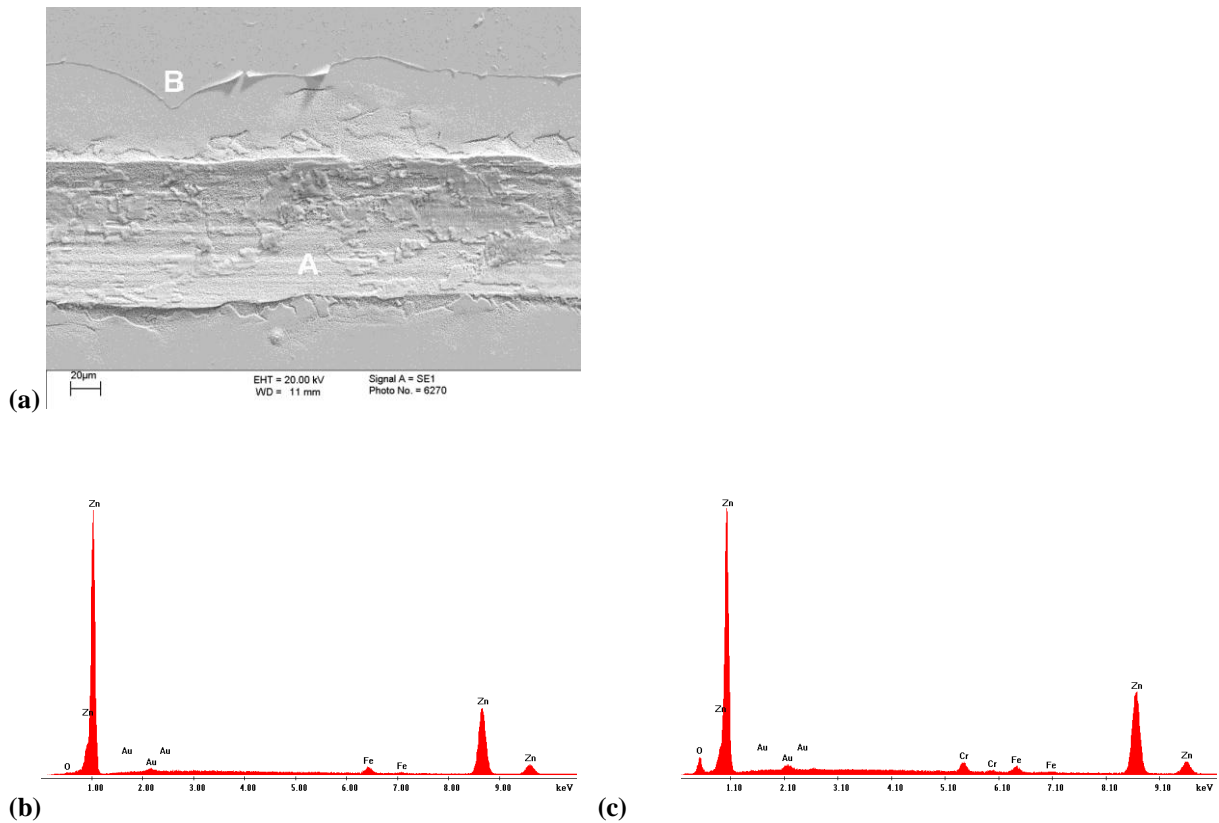 B
A
20µm
EHT = 20.00 kV Signal A = SE1
WD = 11 mm Photo No. = 6270
(a)
Zn
Zn
O
Au Au
Au
Fe
Fe
Zn
Zn
1.00 2.00 3.00 4.00 5.00 6.00 7.00 8.00 9.00 keV
(b)
Zn
Zn
O
Au Au
Au
Cr
Cr
Fe
Fe
Zn
Zn
1.10 2.10 3.10 4.10 5.10 6.10 7.10 8.10 9.10 keV
(c)